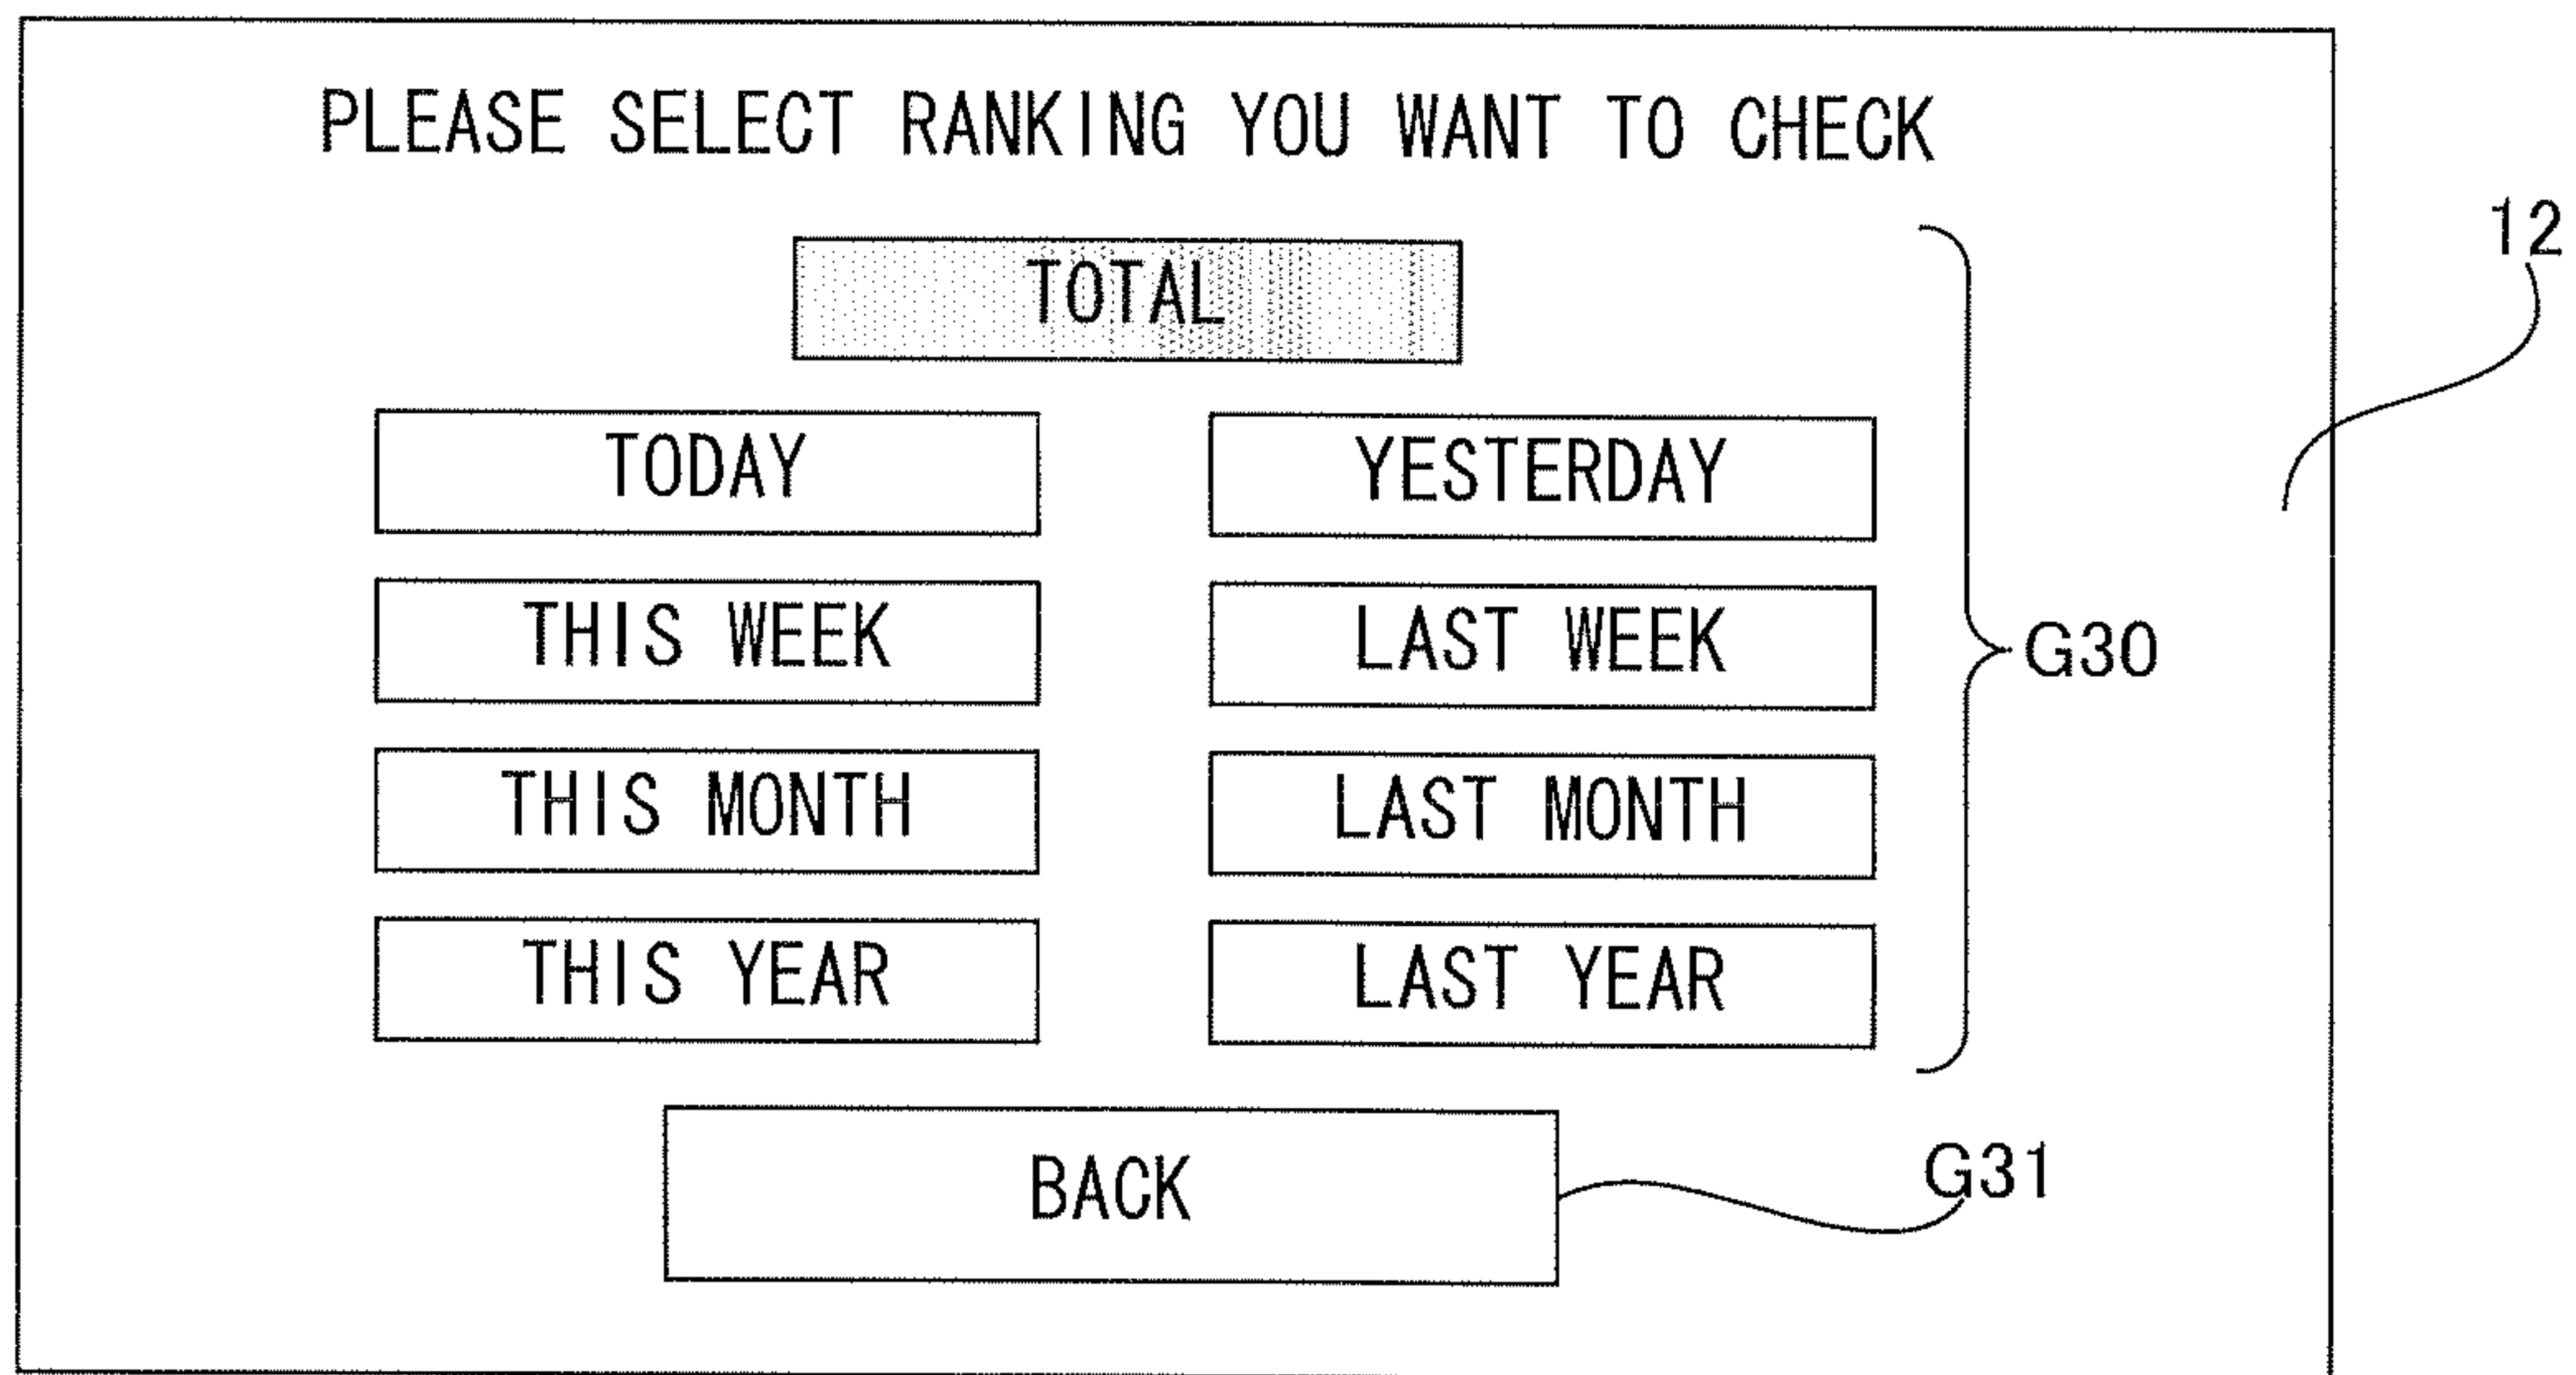 PLEASE SELECT RANKING YOU WANT TO CHECK
12
TOTAL
TODAY YESTERDAY
THIS WEEK LAST WEEK
G30
THIS MONTH LAST MONTH
THIS YEAR LAST YEAR
BACK
G31